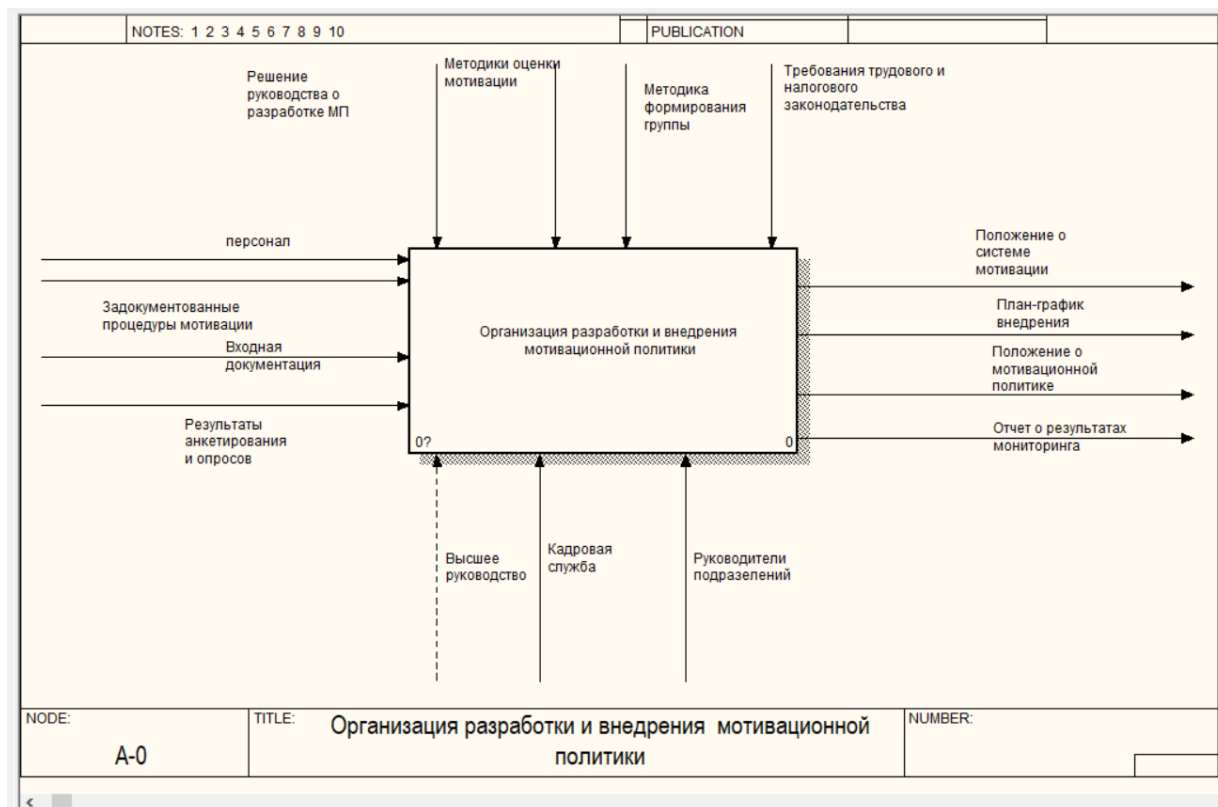 NOTES: 1 2 3 4 5 6 7 8 9 10
PUBLICATION
Решение
руководства о
разработке МП
Методики оценки
мотивации
Методика
формирования
группы
Требования трудового и
налогового
законодательства
персонал
Задокументованные
процедуры мотивации
Входная
документация
Результаты
анкетирования
и опросов
Организация разработки и внедрения
мотивационной политики
0?
0
Положение о
системе
мотивации
План-график
внедрения
Положение о
мотивационной
политике
Отчет о результатах
мониторинга
Высшее
руководство
Кадровая
служба
Руководители
подразелений
NODE:
A-0
TITLE:
Организация разработки и внедрения мотивационной
политики
NUMBER: